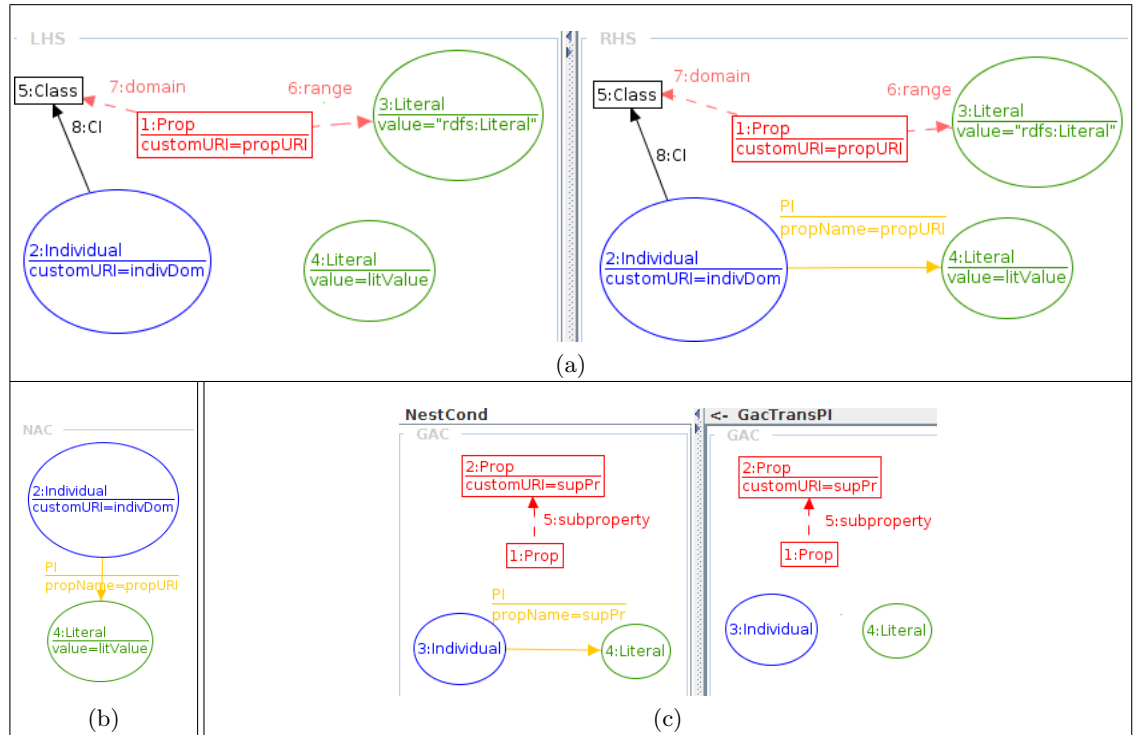 LHS
5:Class
7:domain
6:range
8:CI
1:Prop
customURI=propURI
3:Literal
value="rdfs:Literal"
2:Individual
customURI=indivDom
4:Literal
value=litValue
RHS
5:Class
7:domain
6:range
8:CI
1:Prop
customURI=propURI
3:Literal
value="rdfs:Literal"
PI
propName=propURI
2:Individual
customURI=indivDom
4:Literal
value=litValue
(a)
NAC
2:Individual
customURI=indivDom
PI
propName=propURI
4:Literal
value=litValue
(b)
NestCond
GAC
2:Prop
customURI=supPr
5:subproperty
1:Prop
PI
propName=supPr
3:Individual
4:Literal
<- GacTransPI
GAC
2:Prop
customURI=supPr
5:subproperty
1:Prop
3:Individual
4:Literal
(c)